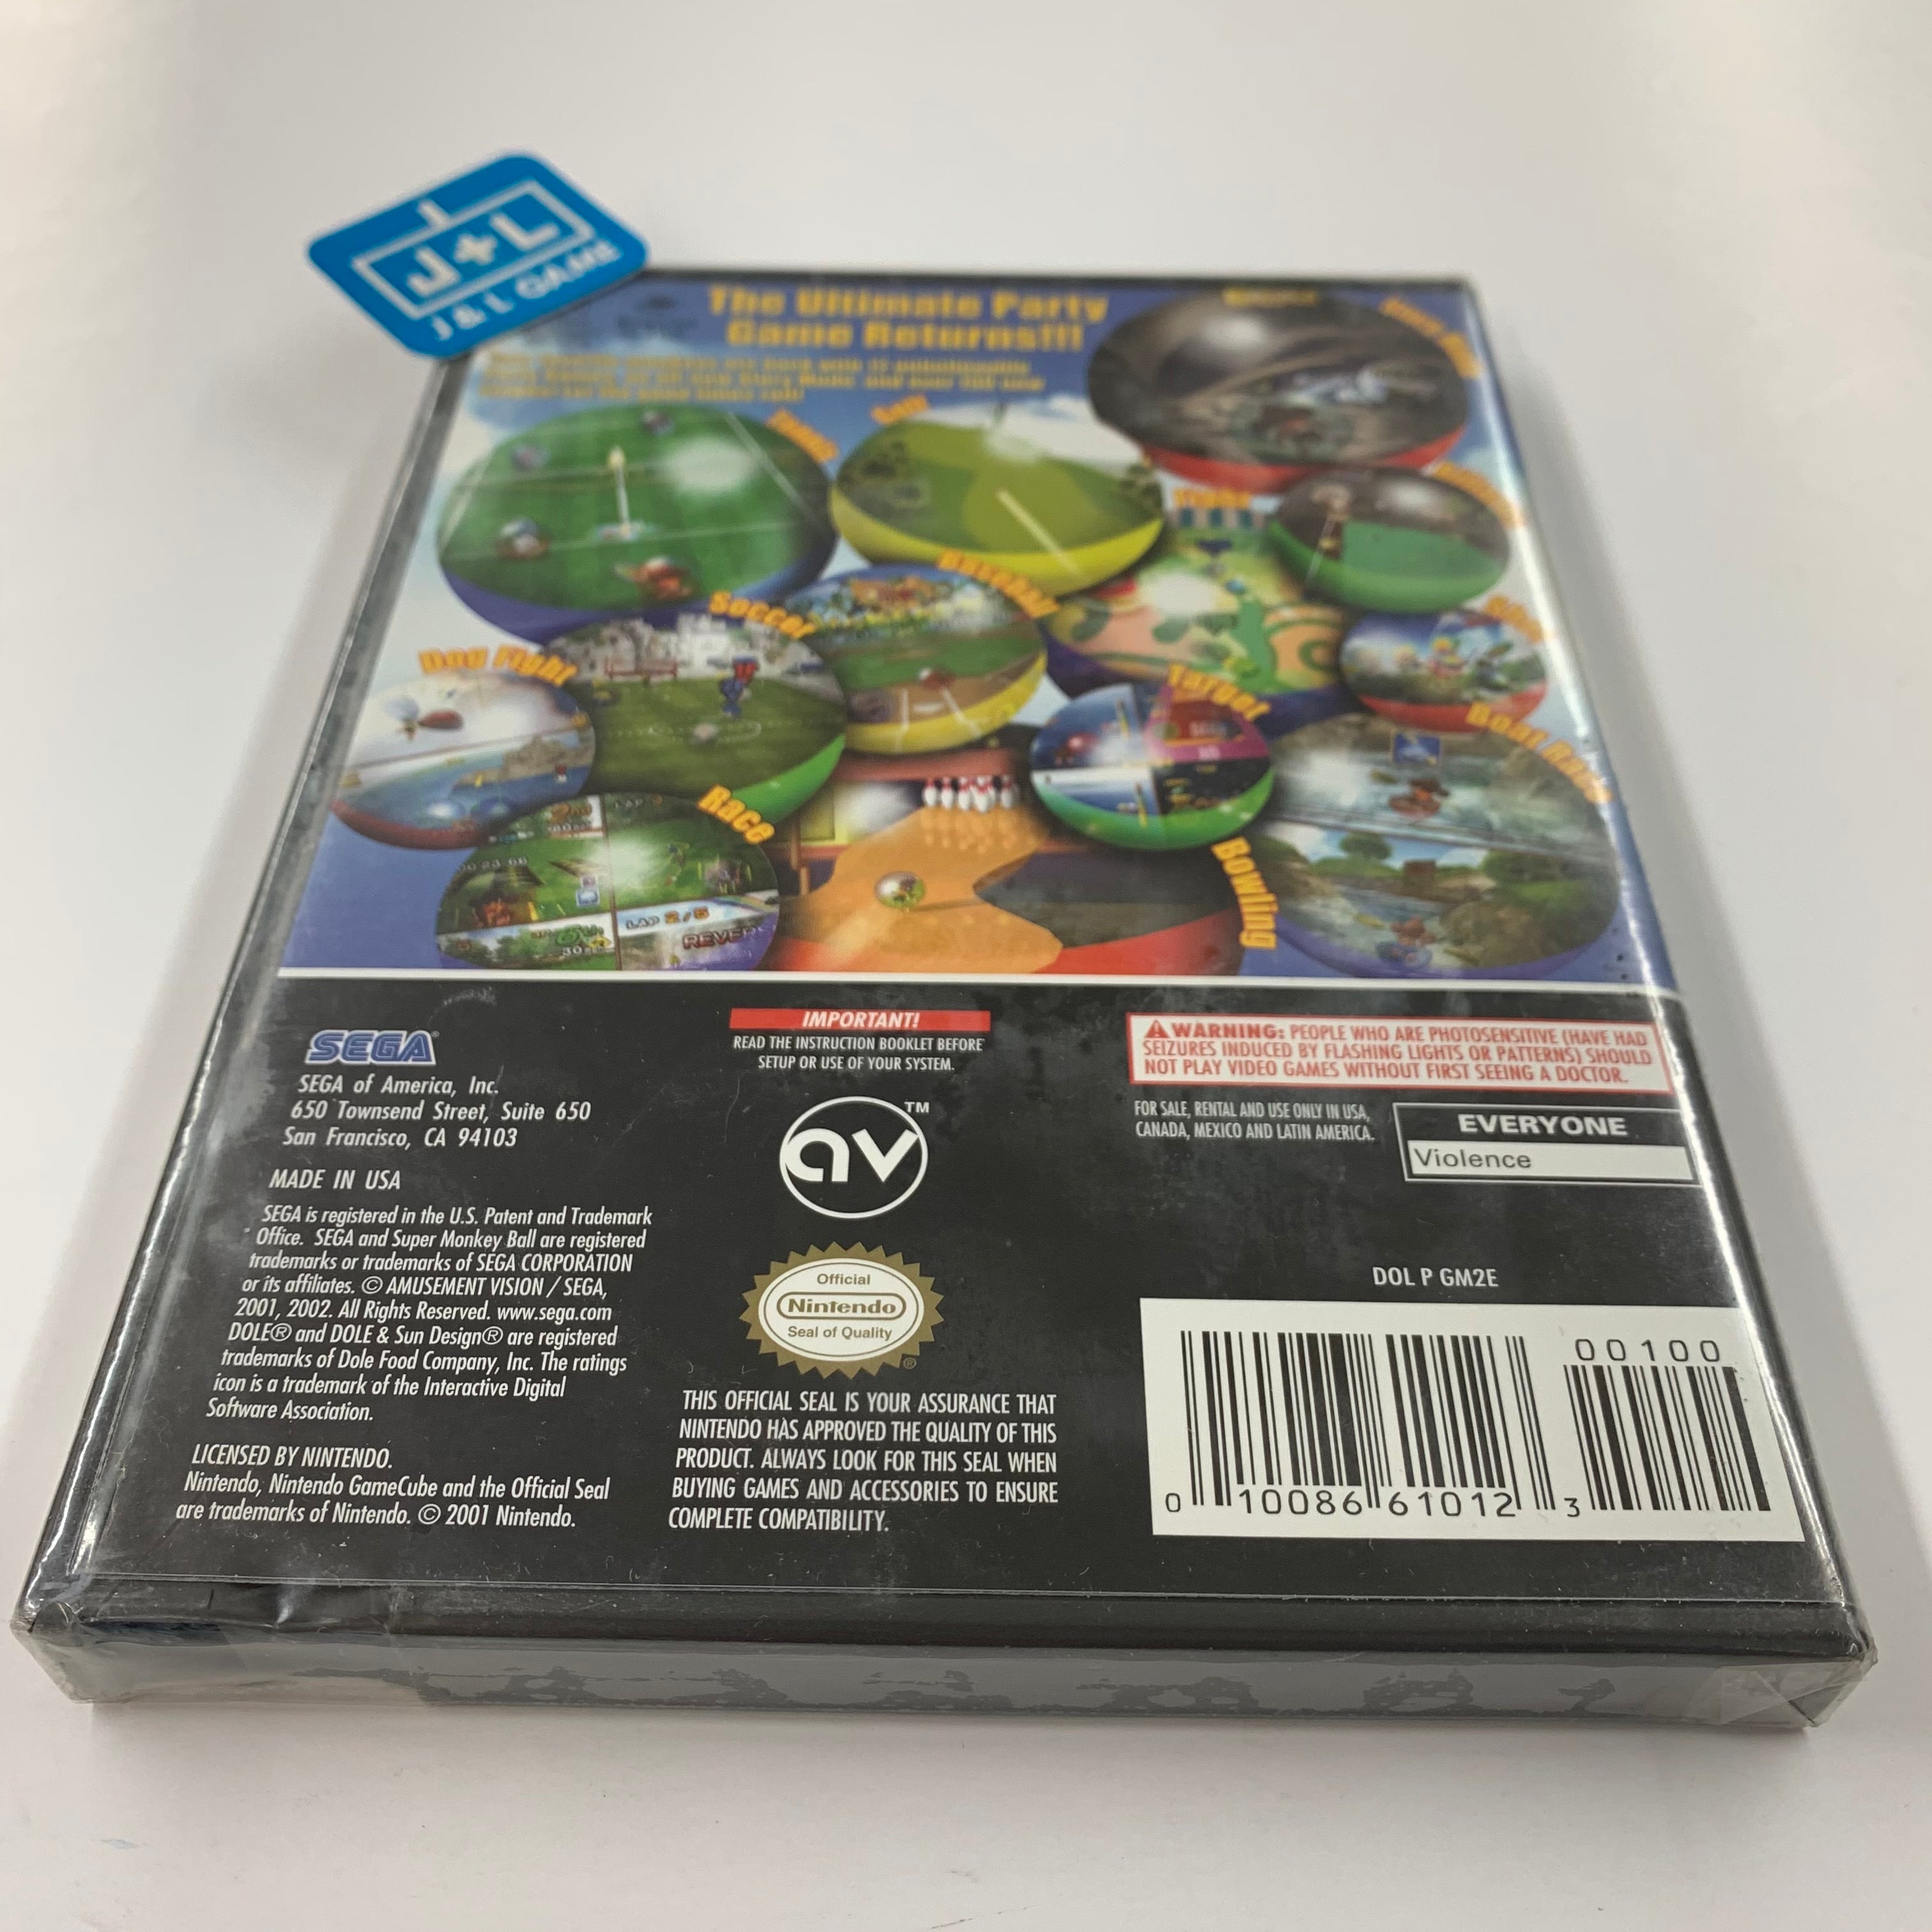 J+L
J & L GAME
The Ultimate Party
Game Returns!!!
Tennis
Golf
Baseball
Soccer
Dog Fight
Target
Boat Race
Race
Bowling
LAP 2/5
REVERS
SEGA®
SEGA of America, Inc.
650 Townsend Street, Suite 650
San Francisco, CA 94103
MADE IN USA
SEGA is registered in the U.S. Patent and Trademark
Office. SEGA and Super Monkey Ball are registered
trademarks or trademarks of SEGA CORPORATION
or its affiliates. © AMUSEMENT VISION / SEGA,
2001, 2002. All Rights Reserved. www.sega.com
DOLE® and DOLE & Sun Design® are registered
trademarks of Dole Food Company, Inc. The ratings
icon is a trademark of the Interactive Digital
Software Association.
LICENSED BY NINTENDO.
Nintendo, Nintendo GameCube and the Official Seal
are trademarks of Nintendo. © 2001 Nintendo.
IMPORTANT!
READ THE INSTRUCTION BOOKLET BEFORE
SETUP OR USE OF YOUR SYSTEM.
av™
Official
Nintendo
Seal of Quality
®
THIS OFFICIAL SEAL IS YOUR ASSURANCE THAT
NINTENDO HAS APPROVED THE QUALITY OF THIS
PRODUCT. ALWAYS LOOK FOR THIS SEAL WHEN
BUYING GAMES AND ACCESSORIES TO ENSURE
COMPLETE COMPATIBILITY.
WARNING: PEOPLE WHO ARE PHOTOSENSITIVE (HAVE HAD
SEIZURES INDUCED BY FLASHING LIGHTS OR PATTERNS) SHOULD
NOT PLAY VIDEO GAMES WITHOUT FIRST SEEING A DOCTOR.
FOR SALE, RENTAL AND USE ONLY IN USA,
CANADA, MEXICO AND LATIN AMERICA.
EVERYONE
Violence
DOL P GM2E
00100
0 10086 61012 3